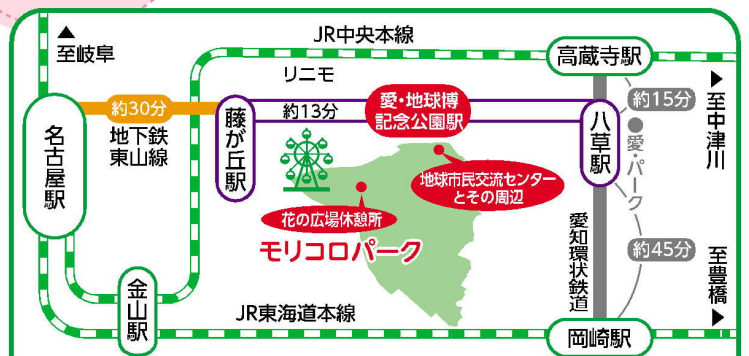 ▲
至岐阜
JR中央本線
高蔵寺駅
リニモ
約30分
約13分
愛・地球博
記念公園駅
約15分
▶
至中津川
名古屋駅
地下鉄
東山線
藤が丘駅
八草駅
●愛・パーク
地球市民交流センター
とその周辺
花の広場休憩所
モリコロパーク
愛知環状鉄道
約45分
至豊橋
▶
金山駅
JR東海道本線
岡崎駅